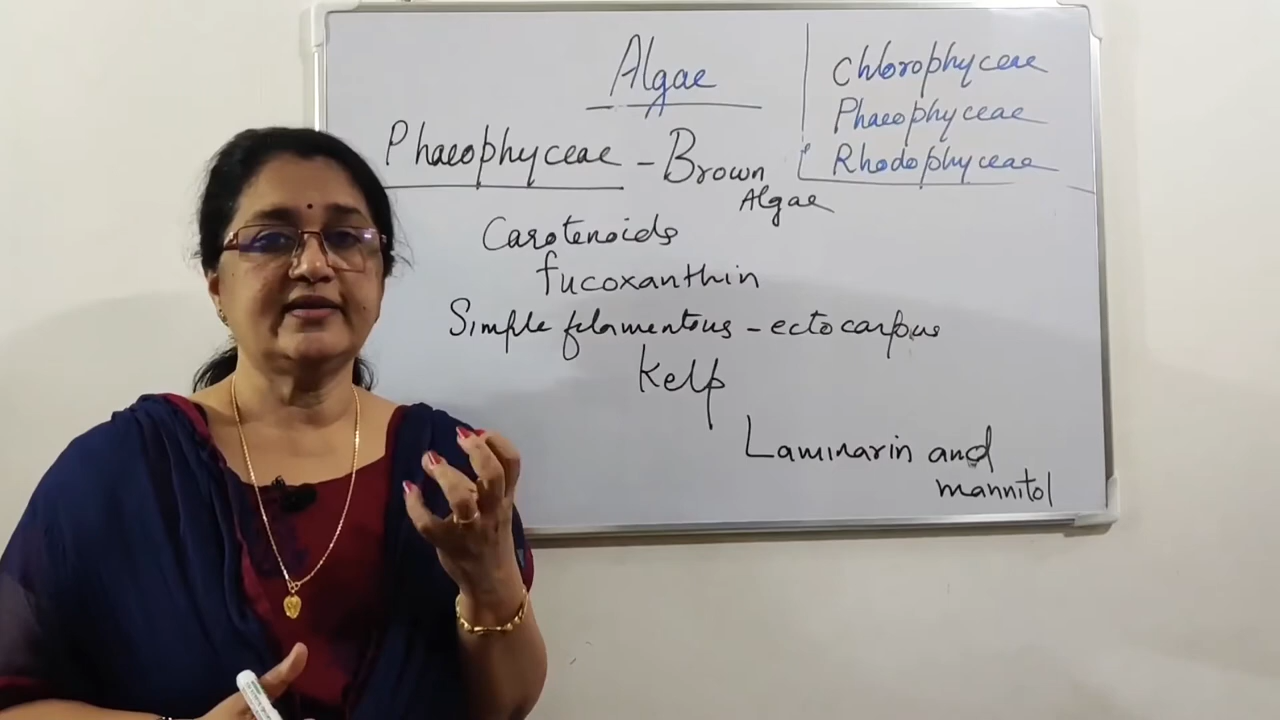 Algae
Chlorophyceae
Phaeophyceae
Rhodophyceae
Phaeophyceae - Brown
Algae
Carotenoids
fucoxanthin
Simple filamentous - ectocarpus
Kelp
Laminarin and
mannitol